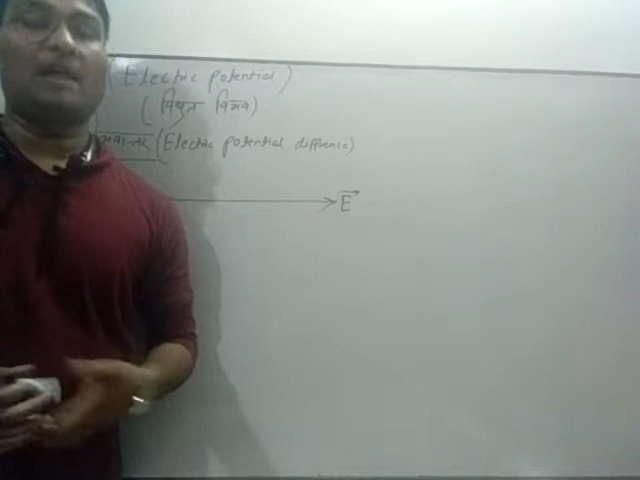 (Electric potential)
(विद्युत विभव)
(Electric potential difference)
E